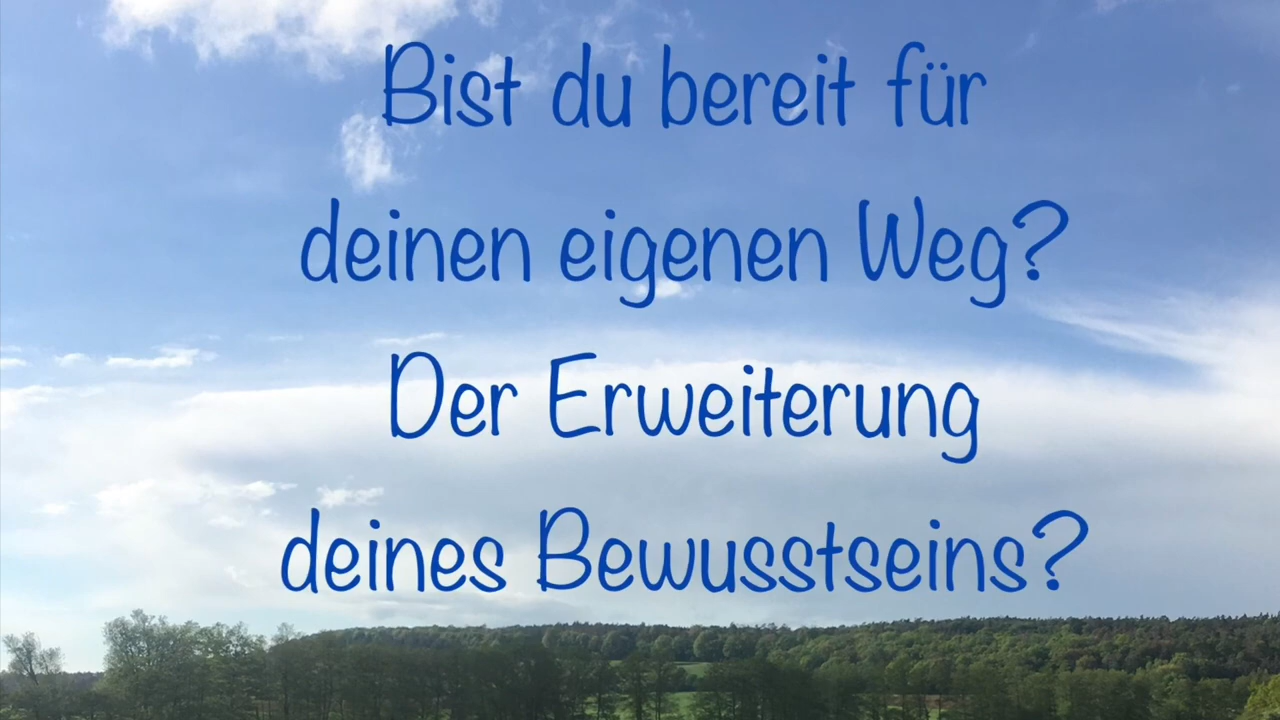 Bist du bereit für
deinen eigenen Weg?
Der Erweiterung
deines Bewusstseins?